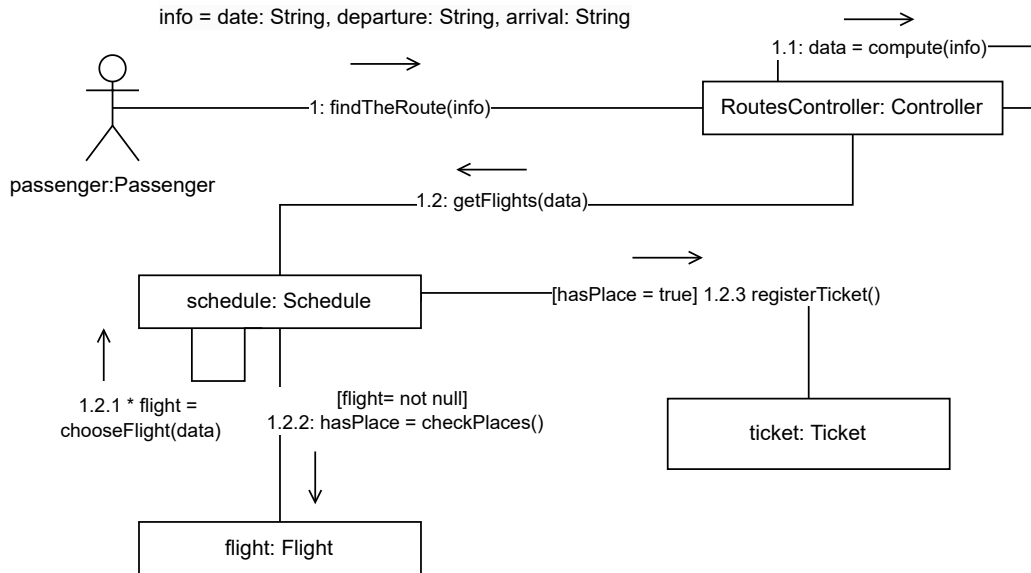 info = date: String, departure: String, arrival: String
1.1: data = compute(info)
1: findTheRoute(info)
RoutesController: Controller
passenger:Passenger
1.2: getFlights(data)
schedule: Schedule
[hasPlace = true] 1.2.3 registerTicket()
1.2.1 * flight =
chooseFlight(data)
[flight= not null]
1.2.2: hasPlace = checkPlaces()
ticket: Ticket
flight: Flight